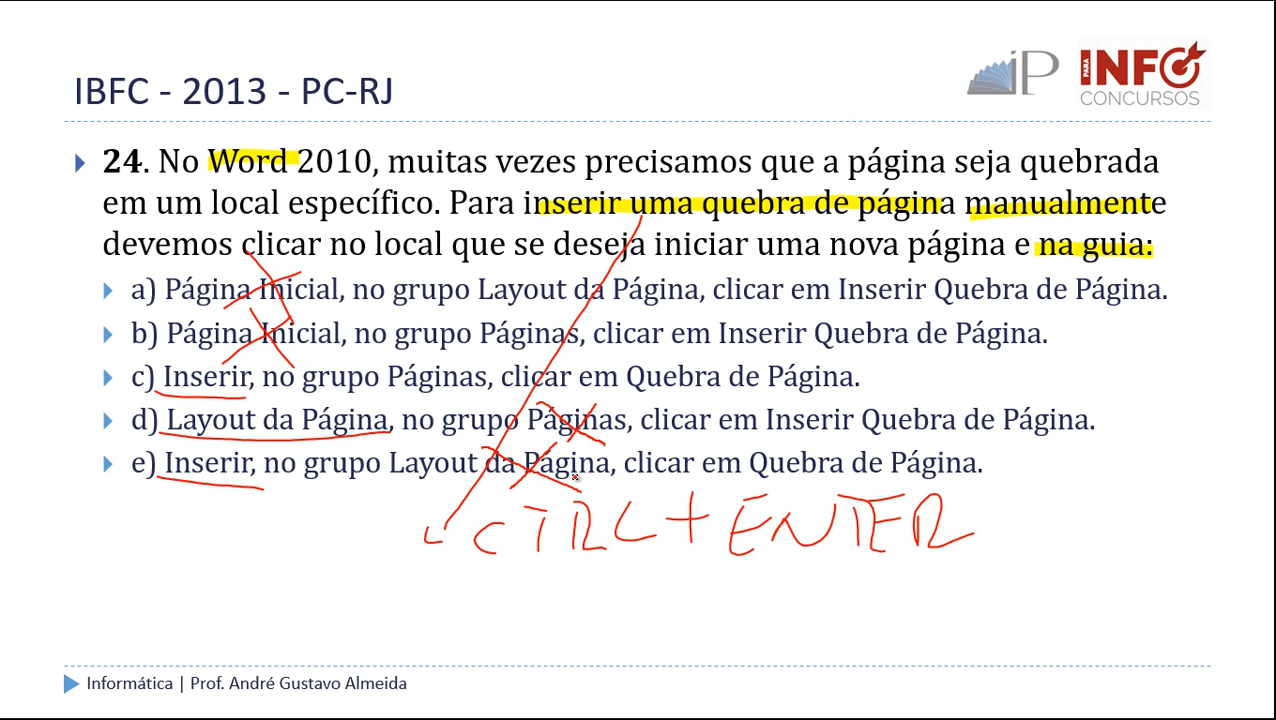 IBFC - 2013 - PC-RJ
iP
PARA
INFO
CONCURSOS
24. No Word 2010, muitas vezes precisamos que a página seja quebrada
em um local específico. Para inserir uma quebra de página manualmente
devemos clicar no local que se deseja iniciar uma nova página e na guia:
a) Página Inicial, no grupo Layout da Página, clicar em Inserir Quebra de Página.
b) Página Inicial, no grupo Páginas, clicar em Inserir Quebra de Página.
c) Inserir, no grupo Páginas, clicar em Quebra de Página.
d) Layout da Página, no grupo Páginas, clicar em Inserir Quebra de Página.
e) Inserir, no grupo Layout da Página, clicar em Quebra de Página.
CTRL + ENTER
Informática | Prof. André Gustavo Almeida